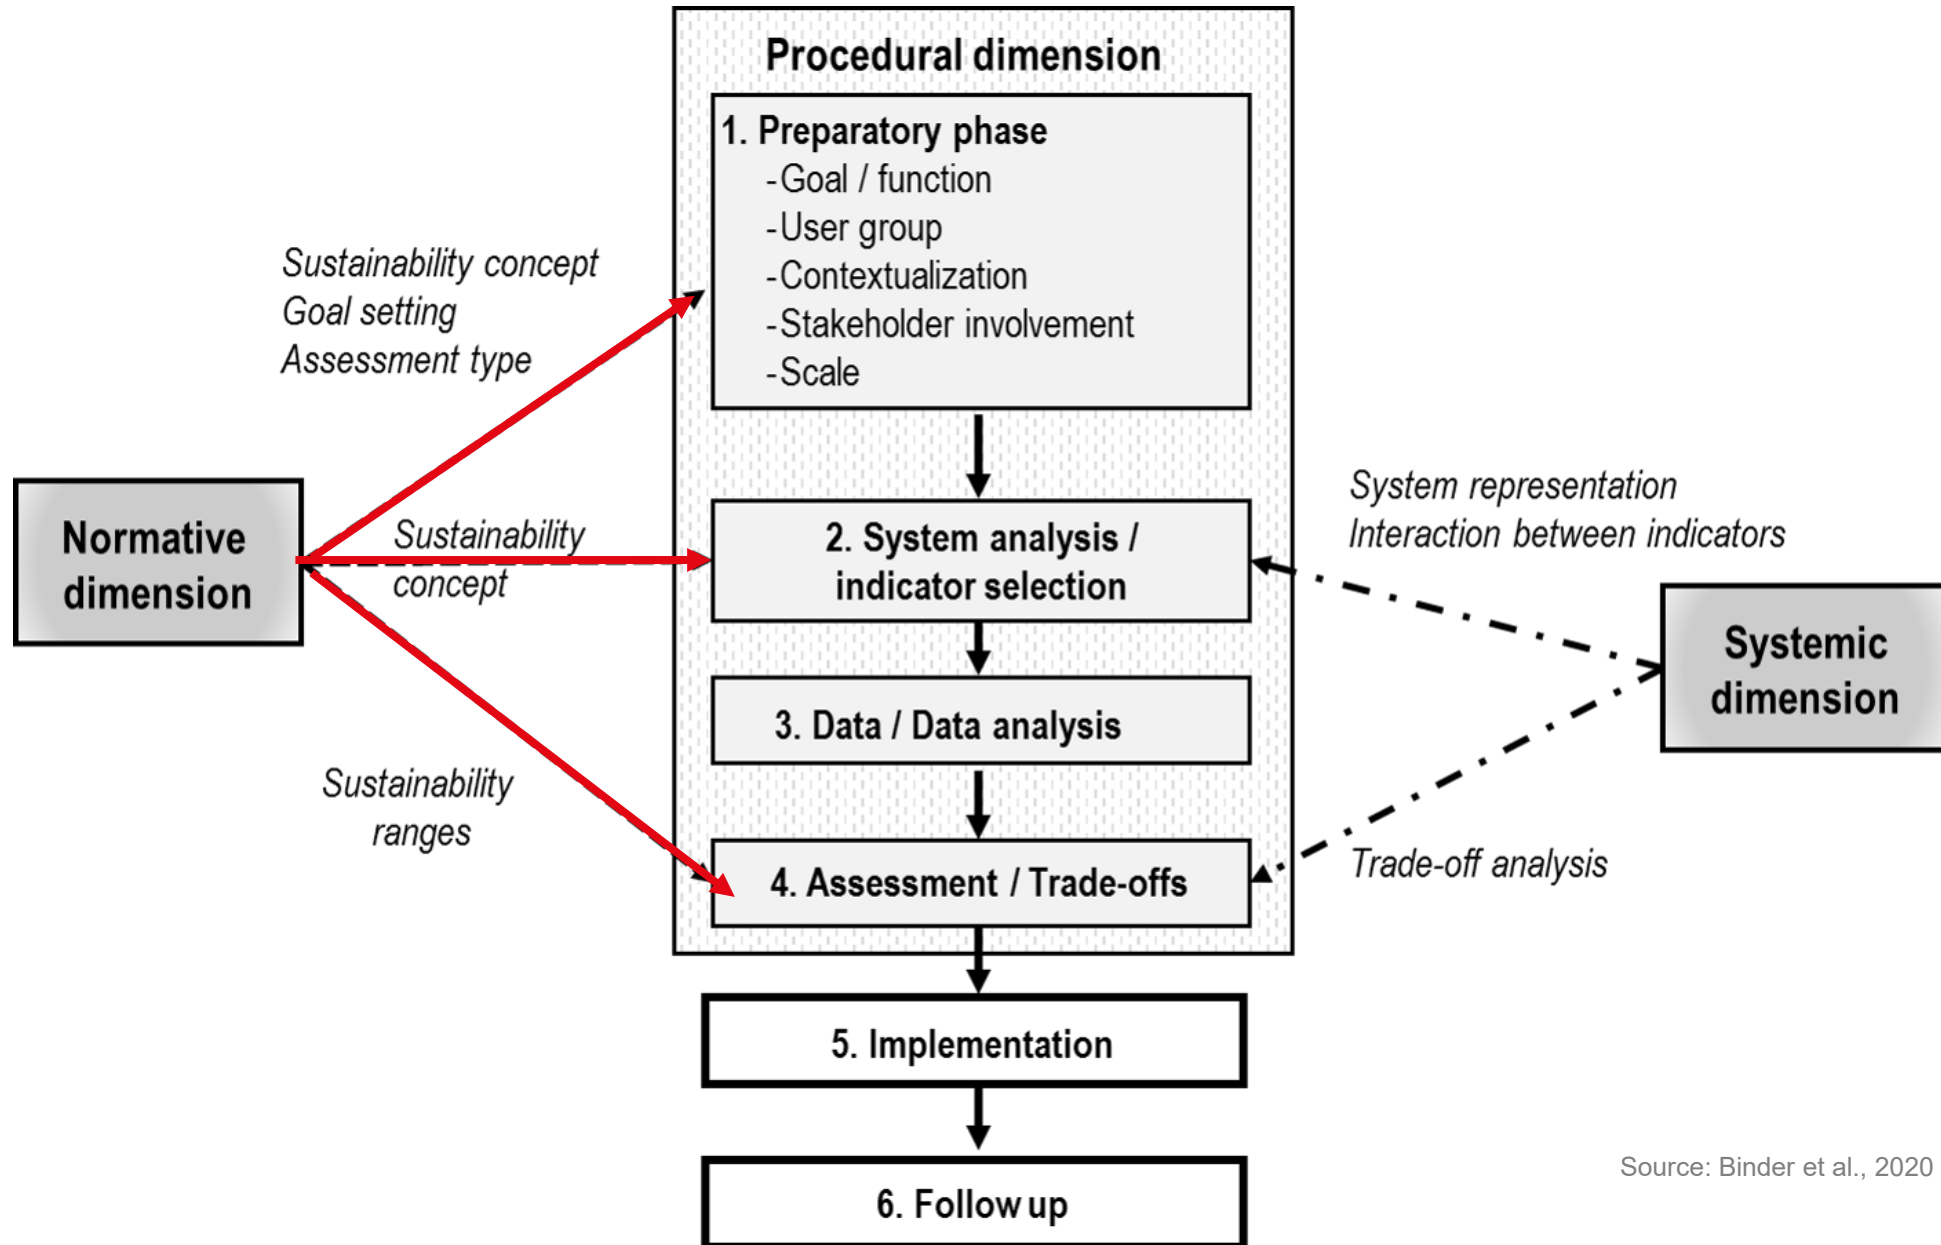 Procedural dimension
1. Preparatory phase
-Goal / function
-User group
-Contextualization
-Stakeholder involvement
-Scale
Sustainability concept
Goal setting
Assessment type
Normative
dimension
Sustainability
concept
2. System analysis /
indicator selection
System representation
Interaction between indicators
Systemic
dimension
3. Data / Data analysis
Sustainability
ranges
4. Assessment / Trade-offs
Trade-off analysis
5. Implementation
6. Follow up
Source: Binder et al., 2020